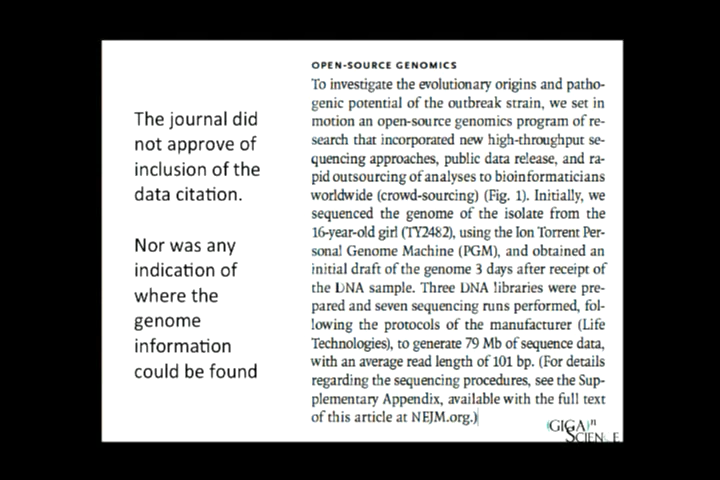 The journal did
not approve of
inclusion of the
data citation.
Nor was any
indication of
where the
genome
information
could be found
OPEN-SOURCE GENOMICS
To investigate the evolutionary origins and patho-
genic potential of the outbreak strain, we set in
motion an open-source genomics program of re-
search that incorporated new high-throughput se-
quencing approaches, public data release, and ra-
pid outsourcing of analyses to bioinformaticians
worldwide (crowd-sourcing) (Fig. 1). Initially, we
sequenced the genome of the isolate from the
16-year-old girl (TY2482), using the Ion Torrent Per-
sonal Genome Machine (PGM), and obtained an
initial draft of the genome 3 days after receipt of
the DNA sample. Three DNA libraries were pre-
pared and seven sequencing runs performed, fol-
lowing the protocols of the manufacturer (Life
Technologies), to generate 79 Mb of sequence data,
with an average read length of 101 bp. (For details
regarding the sequencing procedures, see the Sup-
plementary Appendix, available with the full text
of this article at NEJM.org.)
(GIGA)n
SCIENCE